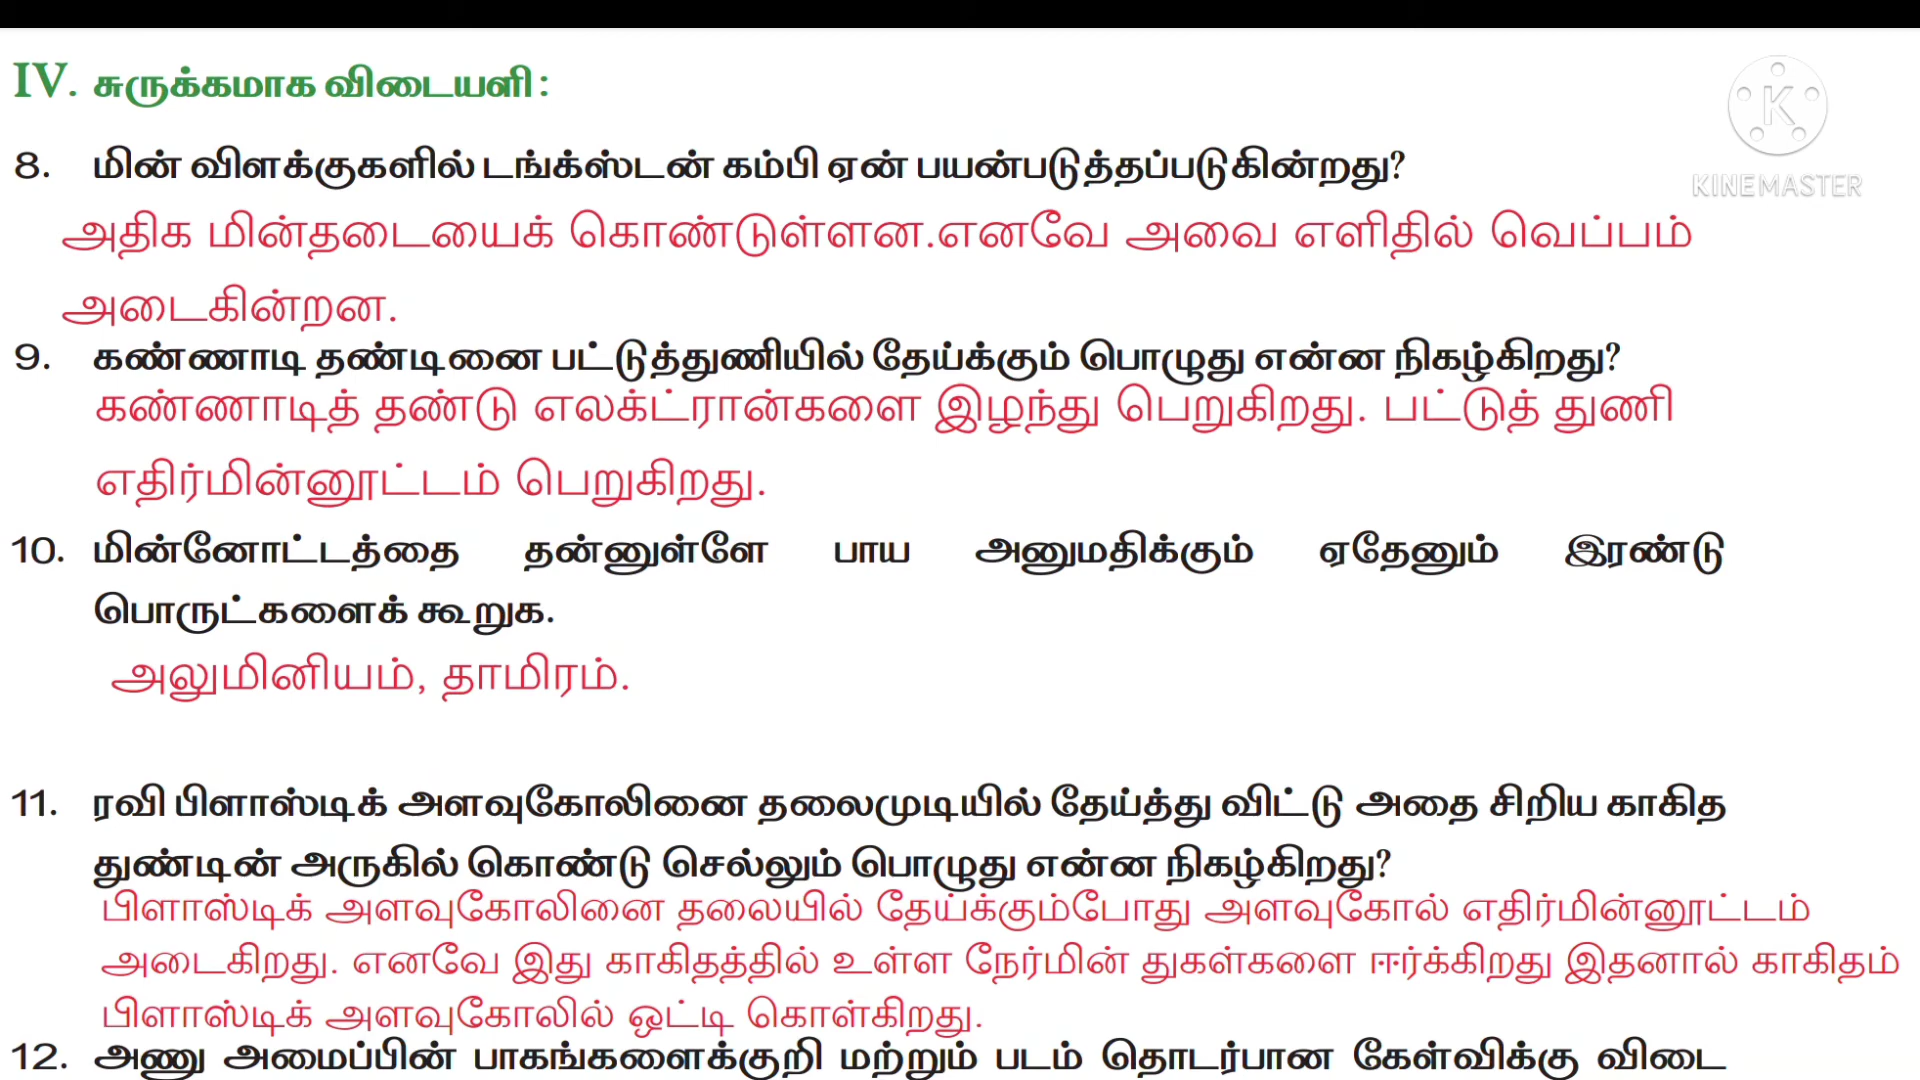 IV. சுருக்கமாக விடையளி:
KINEMASTER
8. மின் விளக்குகளில் டங்க்ஸ்டன் கம்பி ஏன் பயன்படுத்தப்படுகின்றது?
அதிக மின்தடையைக் கொண்டுள்ளன.எனவே அவை எளிதில் வெப்பம்
அடைகின்றன.
9. கண்ணாடி தண்டினை பட்டுத்துணியில் தேய்க்கும் பொழுது என்ன நிகழ்கிறது?
கண்ணாடித் தண்டு எலக்ட்ரான்களை இழந்து பெறுகிறது. பட்டுத் துணி
எதிர்மின்னூட்டம் பெறுகிறது.
10. மின்னோட்டத்தை தன்னுள்ளே பாய அனுமதிக்கும் ஏதேனும் இரண்டு
பொருட்களைக் கூறுக.
அலுமினியம், தாமிரம்.
11. ரவி பிளாஸ்டிக் அளவுகோலினை தலைமுடியில் தேய்த்து விட்டு அதை சிறிய காகித
துண்டின் அருகில் கொண்டு செல்லும் பொழுது என்ன நிகழ்கிறது?
பிளாஸ்டிக் அளவுகோலினை தலையில் தேய்க்கும்போது அளவுகோல் எதிர்மின்னூட்டம்
அடைகிறது. எனவே இது காகிதத்தில் உள்ள நேர்மின் துகள்களை ஈர்க்கிறது இதனால் காகிதம்
பிளாஸ்டிக் அளவுகோலில் ஒட்டி கொள்கிறது.
12. அணு அமைப்பின் பாகங்களைக்குறி மற்றும் படம் தொடர்பான கேள்விக்கு விடை